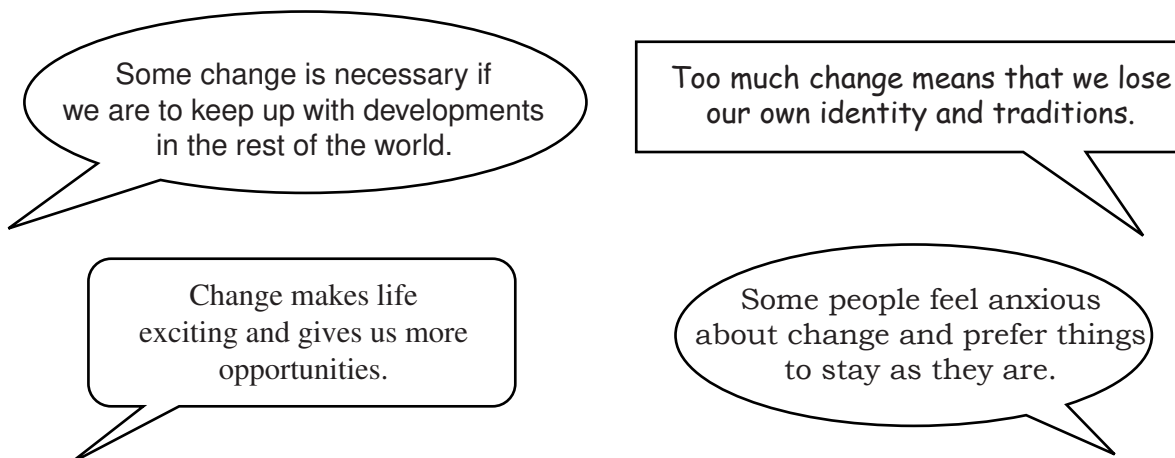 Some change is necessary if
we are to keep up with developments
in the rest of the world.
Too much change means that we lose
our own identity and traditions.
Change makes life
exciting and gives us more
opportunities.
Some people feel anxious
about change and prefer things
to stay as they are.